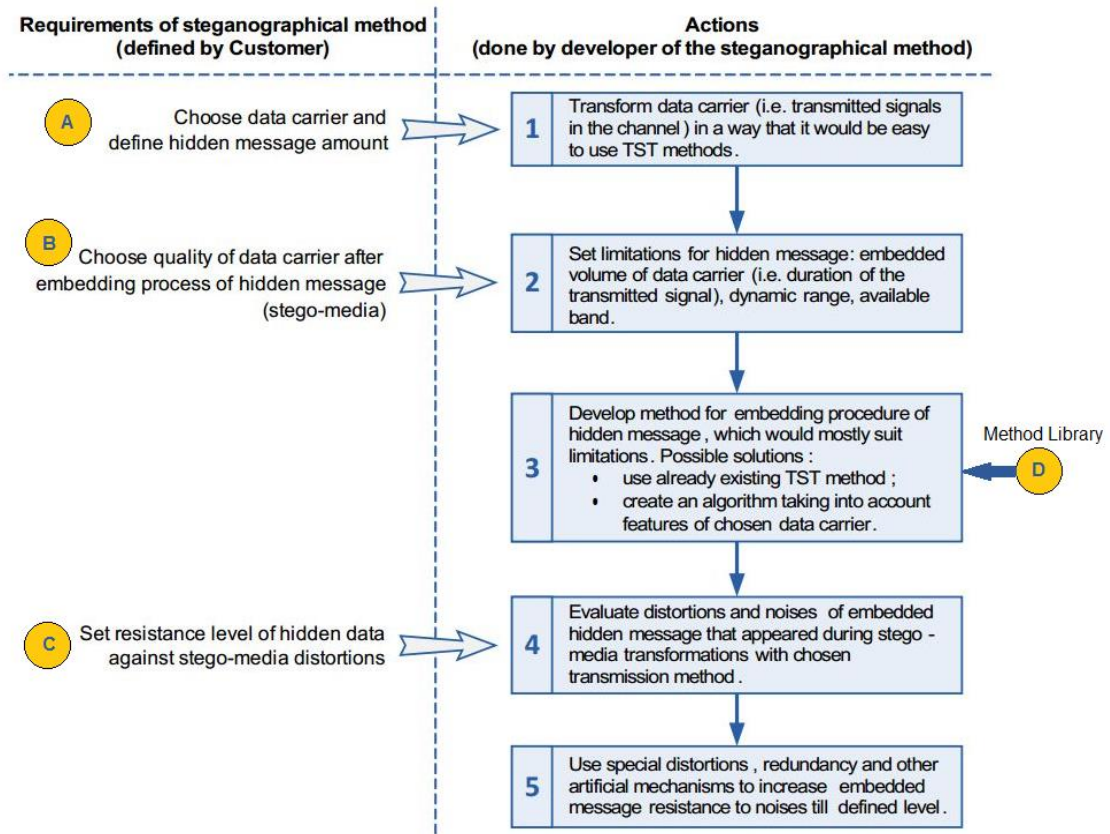 Requirements of steganographical method
(defined by Customer)
Actions
(done by developer of the steganographical method)
A
Choose data carrier and
define hidden message amount
1
Transform data carrier (i.e. transmitted signals
in the channel) in a way that it would be easy
to use TST methods.
B
Choose quality of data carrier after
embedding process of hidden message
(stego-media)
2
Set limitations for hidden message: embedded
volume of data carrier (i.e. duration of the
transmitted signal), dynamic range, available
band.
3
Develop method for embedding procedure of
hidden message, which would mostly suit
limitations. Possible solutions :
• use already existing TST method ;
• create an algorithm taking into account
features of chosen data carrier.
Method Library
D
C
Set resistance level of hidden data
against stego-media distortions
4
Evaluate distortions and noises of embedded
hidden message that appeared during stego -
media transformations with chosen
transmission method .
5
Use special distortions , redundancy and other
artificial mechanisms to increase embedded
message resistance to noises till defined level.